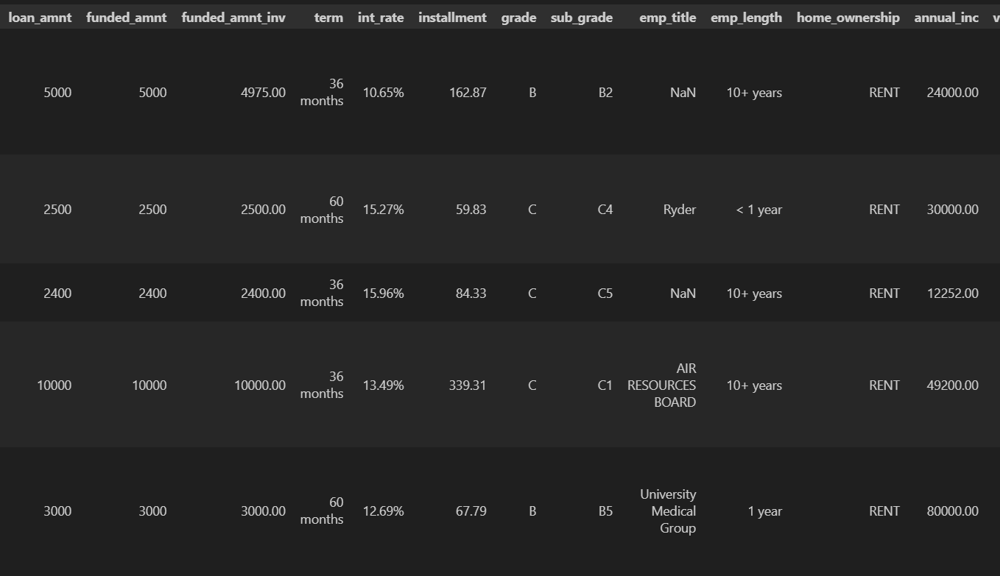 loan_amnt funded_amnt funded_amnt_inv term int_rate installment grade sub_grade emp_title emp_length home_ownership annual_inc v
5000 5000 4975.00 36 months 10.65% 162.87 B B2 NaN 10+ years RENT 24000.00
2500 2500 2500.00 60 months 15.27% 59.83 C C4 Ryder < 1 year RENT 30000.00
2400 2400 2400.00 36 months 15.96% 84.33 C C5 NaN 10+ years RENT 12252.00
10000 10000 10000.00 36 months 13.49% 339.31 C C1 AIR RESOURCES BOARD 10+ years RENT 49200.00
3000 3000 3000.00 60 months 12.69% 67.79 B B5 University Medical Group 1 year RENT 80000.00